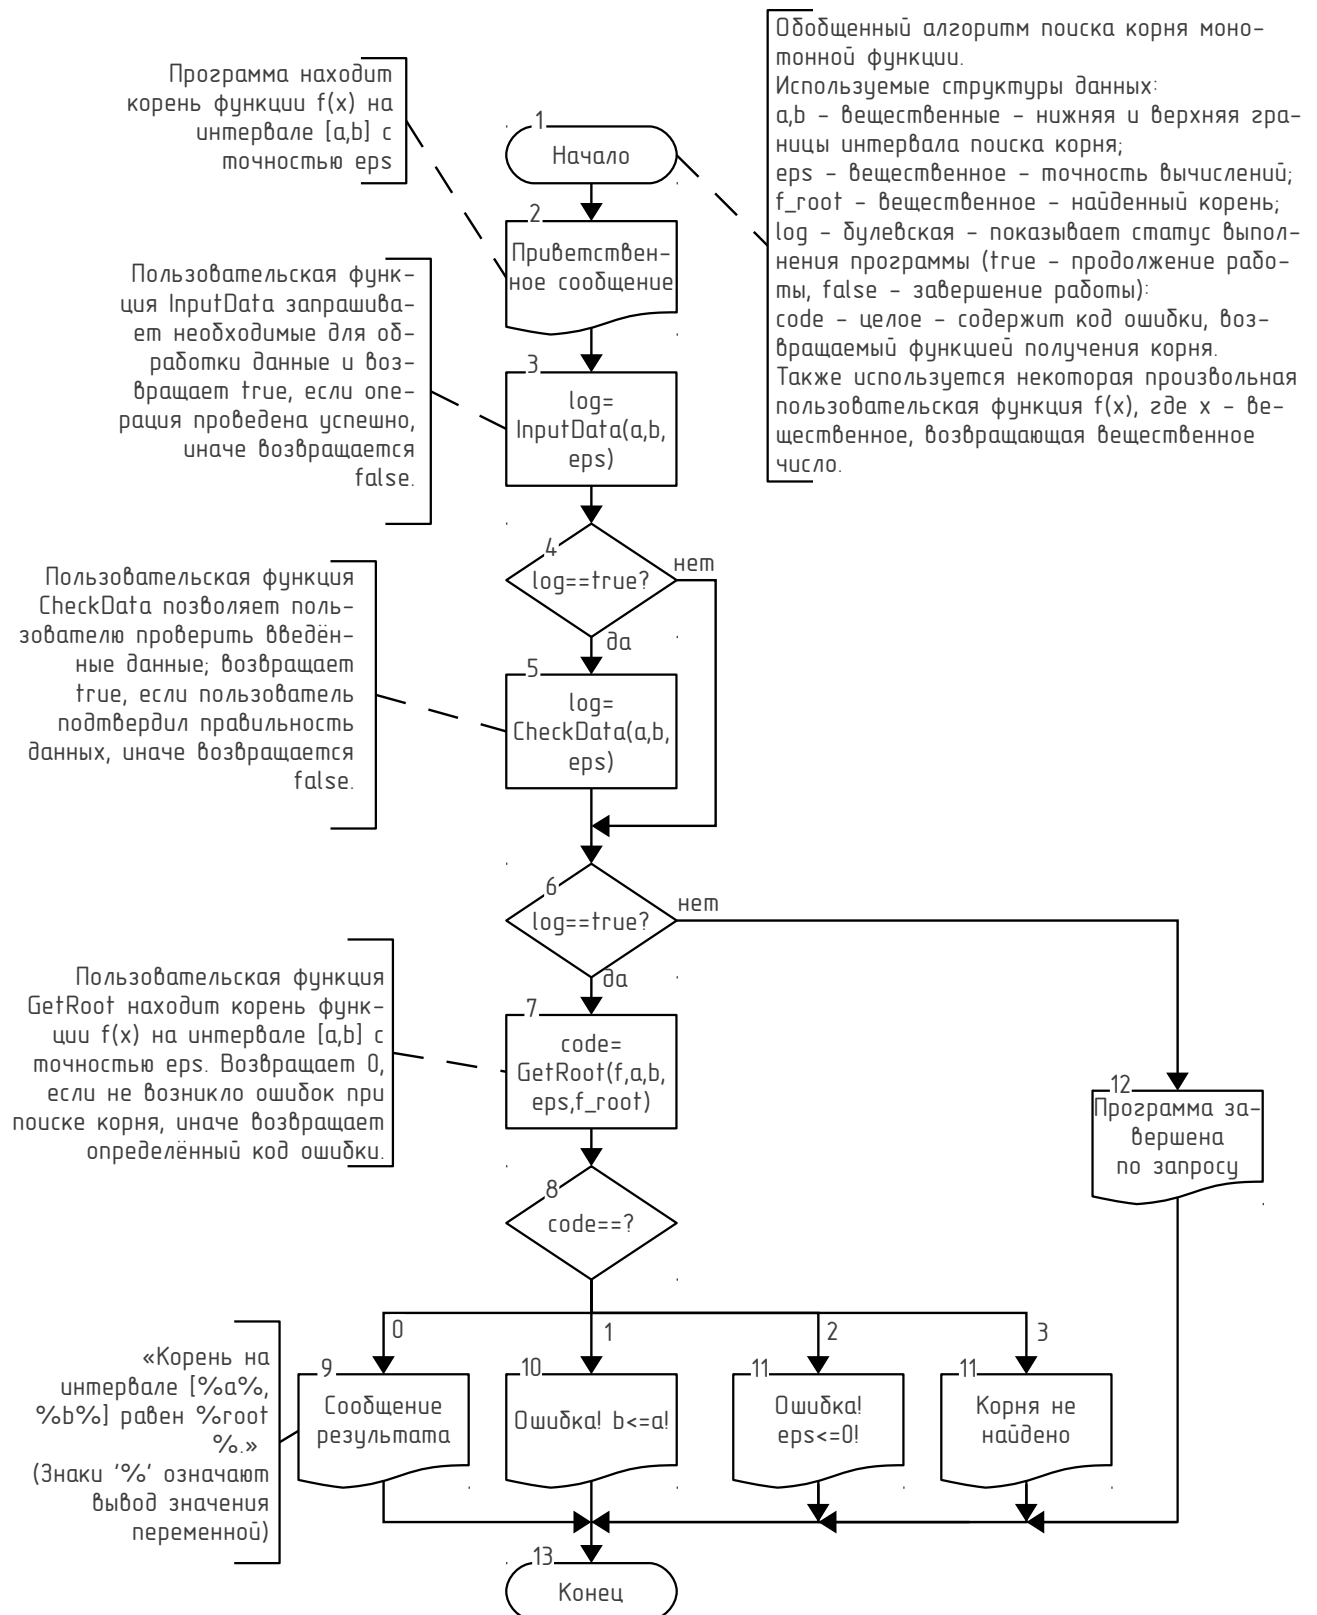 Обобщенный алгоритм поиска корня моно-
тонной функции.
Используемые структуры данных:
a,b - вещественные - нижняя и верхняя гра-
ницы интервала поиска корня;
eps - вещественное - точность вычислений;
f_root - вещественное - найденный корень;
log - булевская - показывает статус выпол-
нения программы (true - продолжение рабо-
ты, false - завершение работы):
code - целое - содержит код ошибки, воз-
вращаемый функцией получения корня.
Также используется некоторая произвольная
пользовательская функция f(x), где x - ве-
щественное, возвращающая вещественное
число.
Программа находит
корень функции f(x) на
интервале [a,b] с
точностью eps
1
Начало
2
Приветствен-
ное сообщение
Пользовательская функ-
ция InputData запрашива-
ет необходимые для об-
работки данные и воз-
вращает true, если опе-
рация проведена успешно,
иначе возвращается
false.
3
log=
InputData(a,b,
eps)
4
log==true?
нет
да
Пользовательская функция
CheckData позволяет поль-
зователю проверить введён-
ные данные; возвращает
true, если пользователь
подтвердил правильность
данных, иначе возвращается
false.
5
log=
CheckData(a,b,
eps)
6
log==true?
нет
да
Пользовательская функция
GetRoot находит корень функ-
ции f(x) на интервале [a,b] с
точностью eps. Возвращает 0,
если не возникло ошибок при
поиске корня, иначе возвращает
определённый код ошибки.
7
code=
GetRoot(f,a,b,
eps,f_root)
12
Программа за-
вершена
по запросу
8
code==?
0
1
2
3
«Корень на
интервале [%a%,
%b%] равен %root
%.»
(Знаки '%' означают
вывод значения
переменной)
9
Сообщение
результата
10
Ошибка! b<=a!
11
Ошибка!
eps<=0!
11
Корня не
найдено
13
Конец